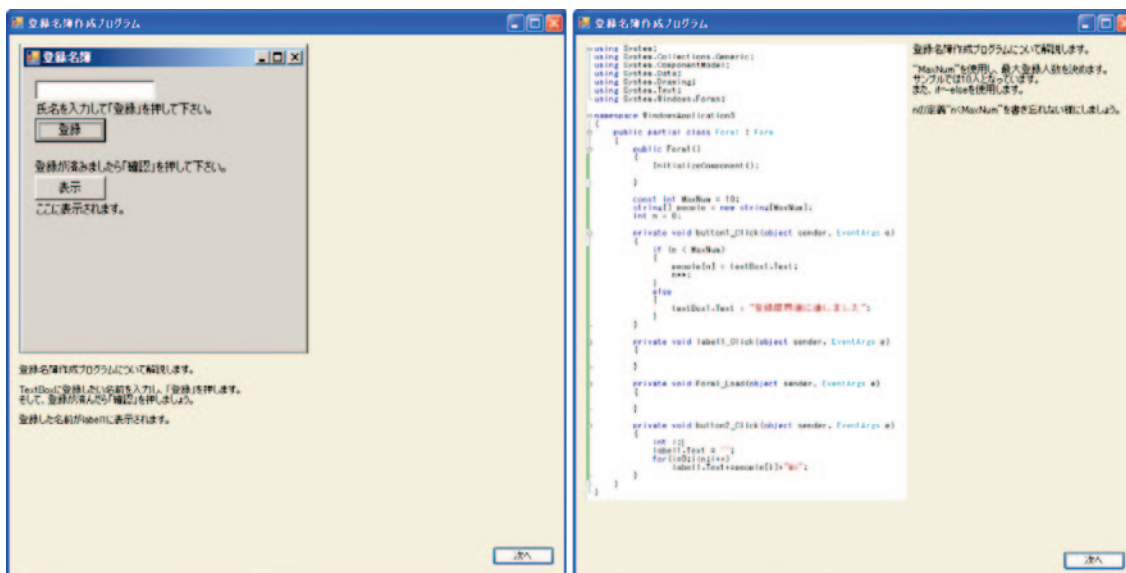 登録名簿作成プログラム
登録名簿
氏名を入力して「登録」を押して下さい。
登録
登録が済みましたら「確認」を押して下さい。
表示
ここに表示されます。
登録名簿作成プログラムについて解説します。
TextBoxに登録したい名前を入力し、「登録」を押します。
そして、登録が済んだら「確認」を押しましょう。
登録した名前がlabel1に表示されます。
次へ
登録名簿作成プログラム
using System;
using System.Collections.Generic;
using System.ComponentModel;
using System.Data;
using System.Drawing;
using System.Text;
using System.Windows.Forms;
namespace WindowsApplication3
{
public partial class Form1 : Form
{
public Form1()
{
InitializeComponent();
}
const int MaxNum = 10;
string[] people = new string[MaxNum];
int n = 0;
private void button1_Click(object sender, EventArgs e)
{
if (n < MaxNum)
{
people[n] = textBox1.Text;
n++;
}
else
{
textBox1.Text = "登録限界値に達しました";
}
}
private void label1_Click(object sender, EventArgs e)
{
}
private void Form1_Load(object sender, EventArgs e)
{
}
private void button2_Click(object sender, EventArgs e)
{
int i;
label1.Text = "";
for(i=0;i<n;i++)
label1.Text+=people[i]+"¥n";
}
}
}
登録名簿作成プログラムについて解説します。
"MaxNum"を使用し、最大登録人数を決めます。
サンプルでは10人となっています。
また、if～elseを使用します。
nの定義"n<MaxNum"を書き忘れない様にしましょう。
次へ